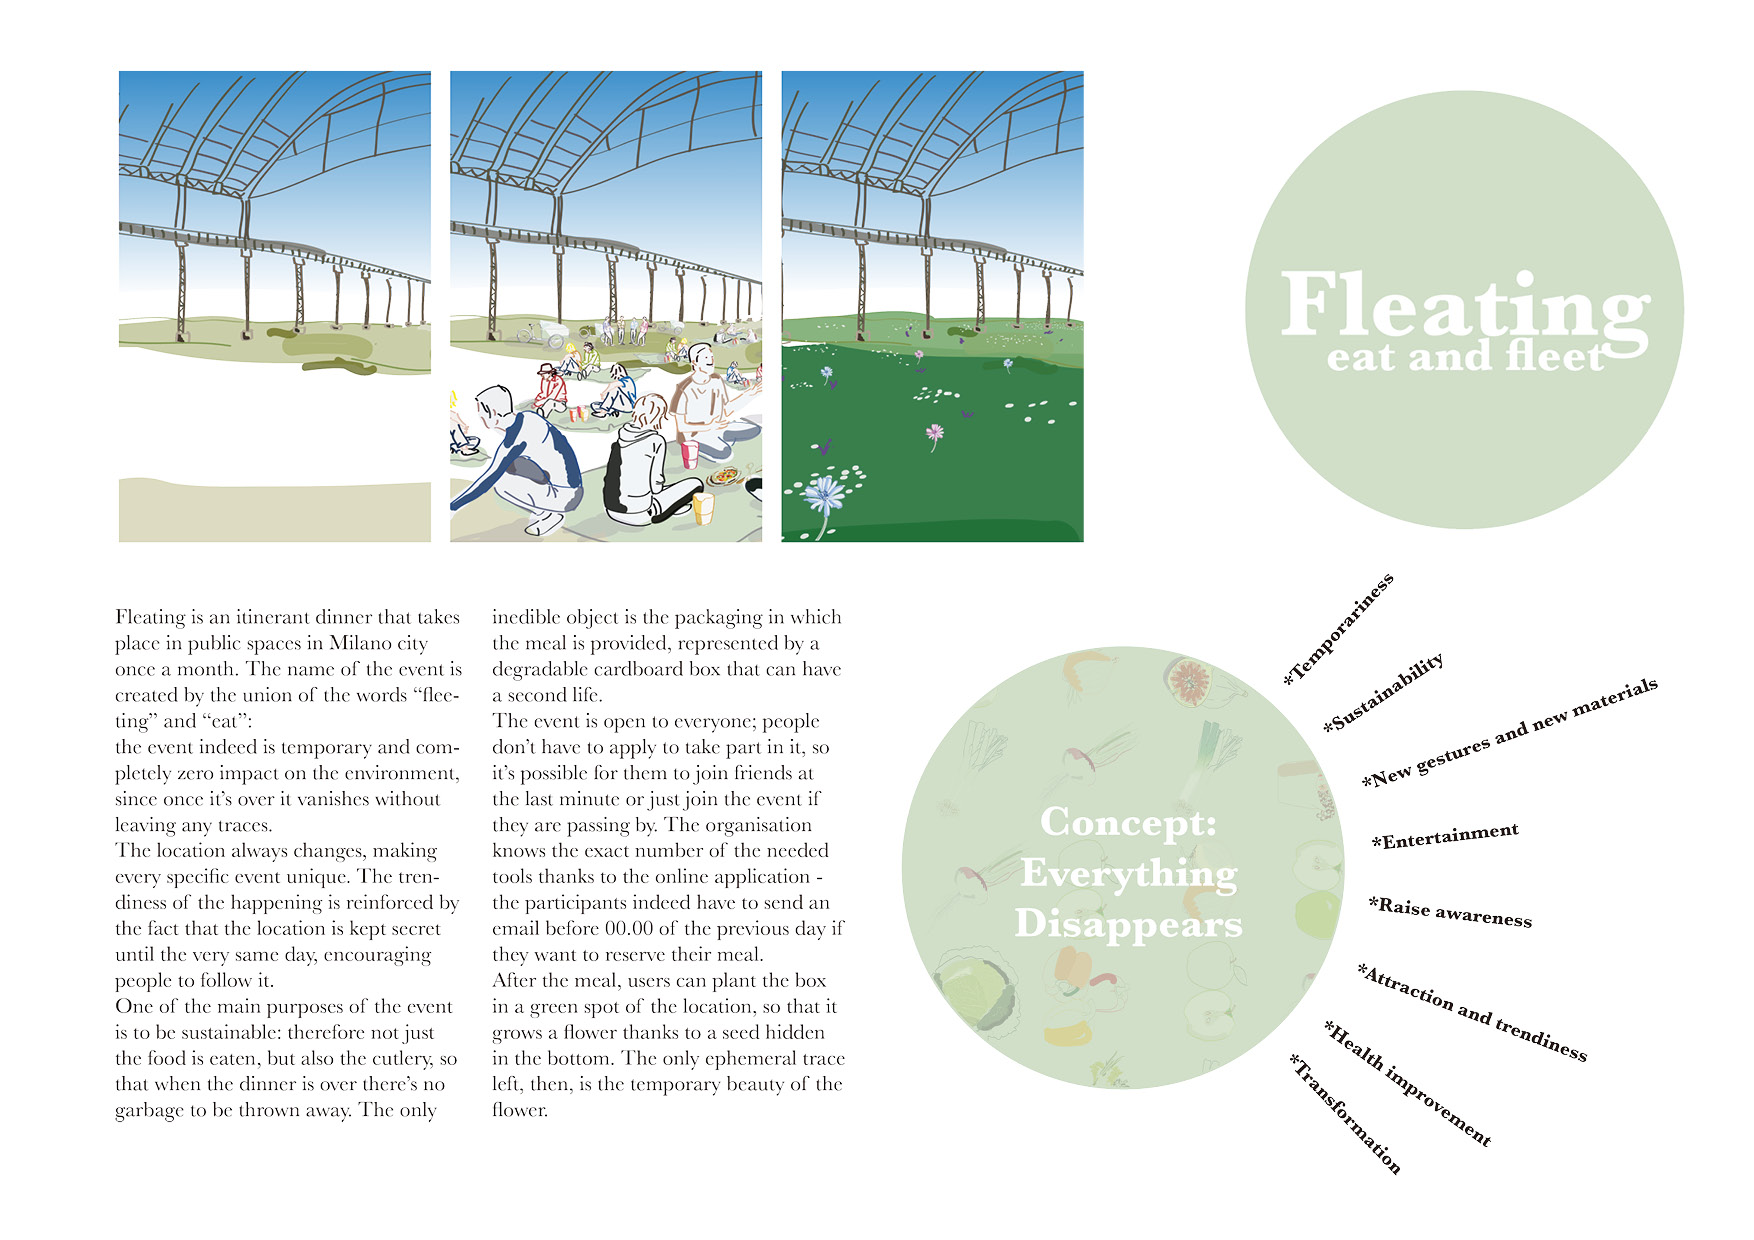 Fleating
eat and fleet
Fleating is an itinerant dinner that takes
place in public spaces in Milano city
once a month. The name of the event is
created by the union of the words “flee-
ting” and “eat”:
the event indeed is temporary and com-
pletely zero impact on the environment,
since once it’s over it vanishes without
leaving any traces.
The location always changes, making
every specific event unique. The tren-
diness of the happening is reinforced by
the fact that the location is kept secret
until the very same day, encouraging
people to follow it.
One of the main purposes of the event
is to be sustainable: therefore not just
the food is eaten, but also the cutlery, so
that when the dinner is over there’s no
garbage to be thrown away. The only
inedible object is the packaging in which
the meal is provided, represented by a
degradable cardboard box that can have
a second life.
The event is open to everyone; people
don’t have to apply to take part in it, so
it’s possible for them to join friends at
the last minute or just join the event if
they are passing by. The organisation
knows the exact number of the needed
tools thanks to the online application -
the participants indeed have to send an
email before 00.00 of the previous day if
they want to reserve their meal.
After the meal, users can plant the box
in a green spot of the location, so that it
grows a flower thanks to a seed hidden
in the bottom. The only ephemeral trace
left, then, is the temporary beauty of the
flower.
Concept:
Everything
Disappears
*Temporariness
*Sustainability
*New gestures and new materials
*Entertainment
*Raise awareness
*Attraction and trendiness
*Health improvement
*Transformation